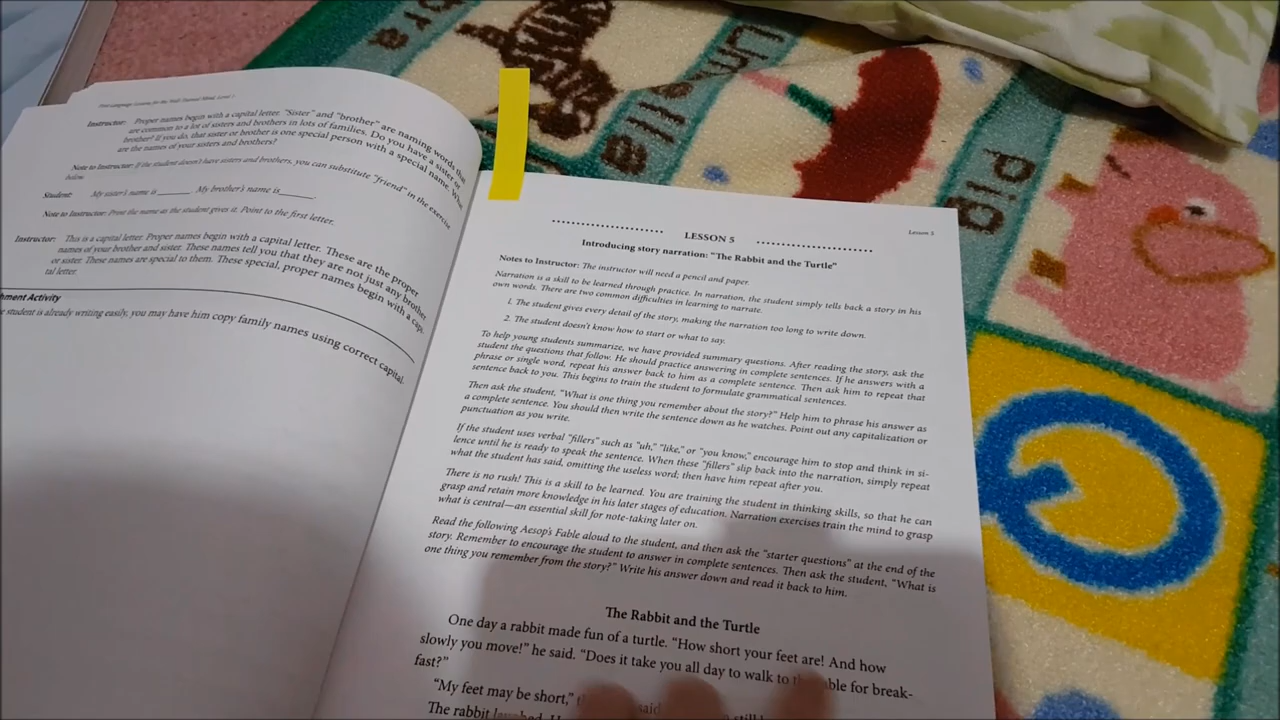 First Language Lessons for the Well-Trained Mind, Level 1
Instructor: Proper names begin with a capital letter. "Sister" and "brother" are naming words that
are common to a lot of sisters and brothers in lots of families. Do you have a sister or
brother? If you do, that sister or brother is one special person with a special name. What
are the names of your sisters and brothers?
Note to Instructor: If the student doesn't have sisters and brothers, you can substitute "friend" in the exercise
below.
Student: My sister's name is ______. My brother's name is______.
Note to Instructor: Print the name as the student gives it. Point to the first letter.
Instructor: This is a capital letter. Proper names begin with a capital letter. These are the proper
names of your brother and sister. These names tell you that they are not just any brother
or sister. These names are special to them. These special, proper names begin with a capi-
tal letter.
hment Activity
e student is already writing easily, you may have him copy family names using correct capital.
Lesson 5
LESSON 5
Introducing story narration: "The Rabbit and the Turtle"
Notes to Instructor: The instructor will need a pencil and paper.
Narration is a skill to be learned through practice. In narration, the student simply tells back a story in his
own words. There are two common difficulties in learning to narrate.
1. The student gives every detail of the story, making the narration too long to write down.
2. The student doesn't know how to start or what to say.
To help young students summarize, we have provided summary questions. After reading the story, ask the
student the questions that follow. He should practice answering in complete sentences. If he answers with a
phrase or single word, repeat his answer back to him as a complete sentence. Then ask him to repeat that
sentence back to you. This begins to train the student to formulate grammatical sentences.
Then ask the student, "What is one thing you remember about the story?" Help him to phrase his answer as
a complete sentence. You should then write the sentence down as he watches. Point out any capitalization or
punctuation as you write.
If the student uses verbal "fillers" such as "uh," "like," or "you know," encourage him to stop and think in si-
lence until he is ready to speak the sentence. When these "fillers" slip back into the narration, simply repeat
what the student has said, omitting the useless word; then have him repeat after you.
There is no rush! This is a skill to be learned. You are training the student in thinking skills, so that he can
grasp and retain more knowledge in his later stages of education. Narration exercises train the mind to grasp
what is central—an essential skill for note-taking later on.
Read the following Aesop's Fable aloud to the student, and then ask the "starter questions" at the end of the
story. Remember to encourage the student to answer in complete sentences. Then ask the student, "What is
one thing you remember from the story?" Write his answer down and read it back to him.
The Rabbit and the Turtle
One day a rabbit made fun of a turtle. "How short your feet are! And how
slowly you move!" he said. "Does it take you all day to walk to the table for break-
fast?"
"My feet may be short," said still
The rabbit laughed.
bra
Umbrella
Pig